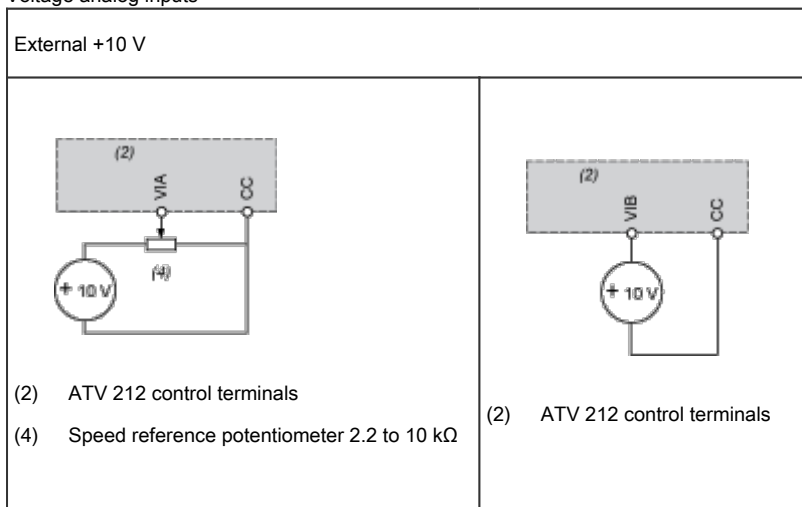 Voltage analog inputs
External +10 V
(2)
VIA
CC
(4)
+ 10 V
(2) ATV 212 control terminals
(4) Speed reference potentiometer 2.2 to 10 kΩ
(2)
VIB
CC
+ 10 V
(2) ATV 212 control terminals